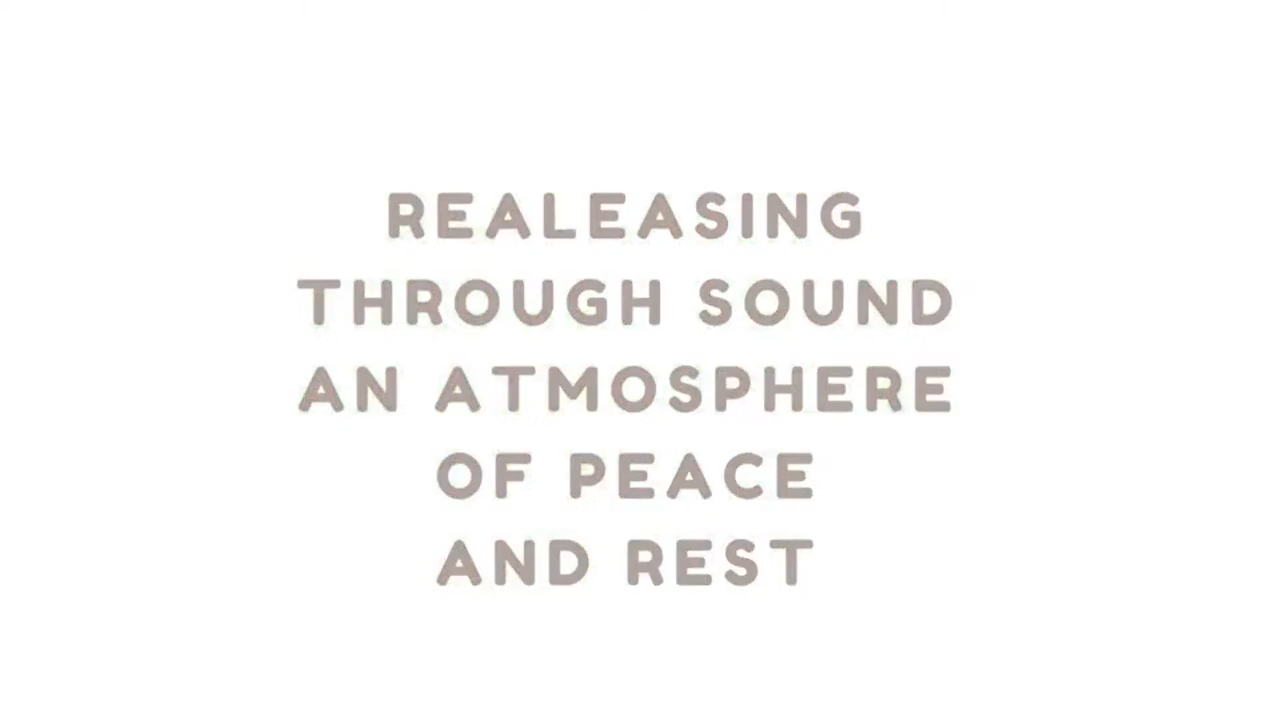 REALEASING
THROUGH SOUND
AN ATMOSPHERE
OF PEACE
AND REST